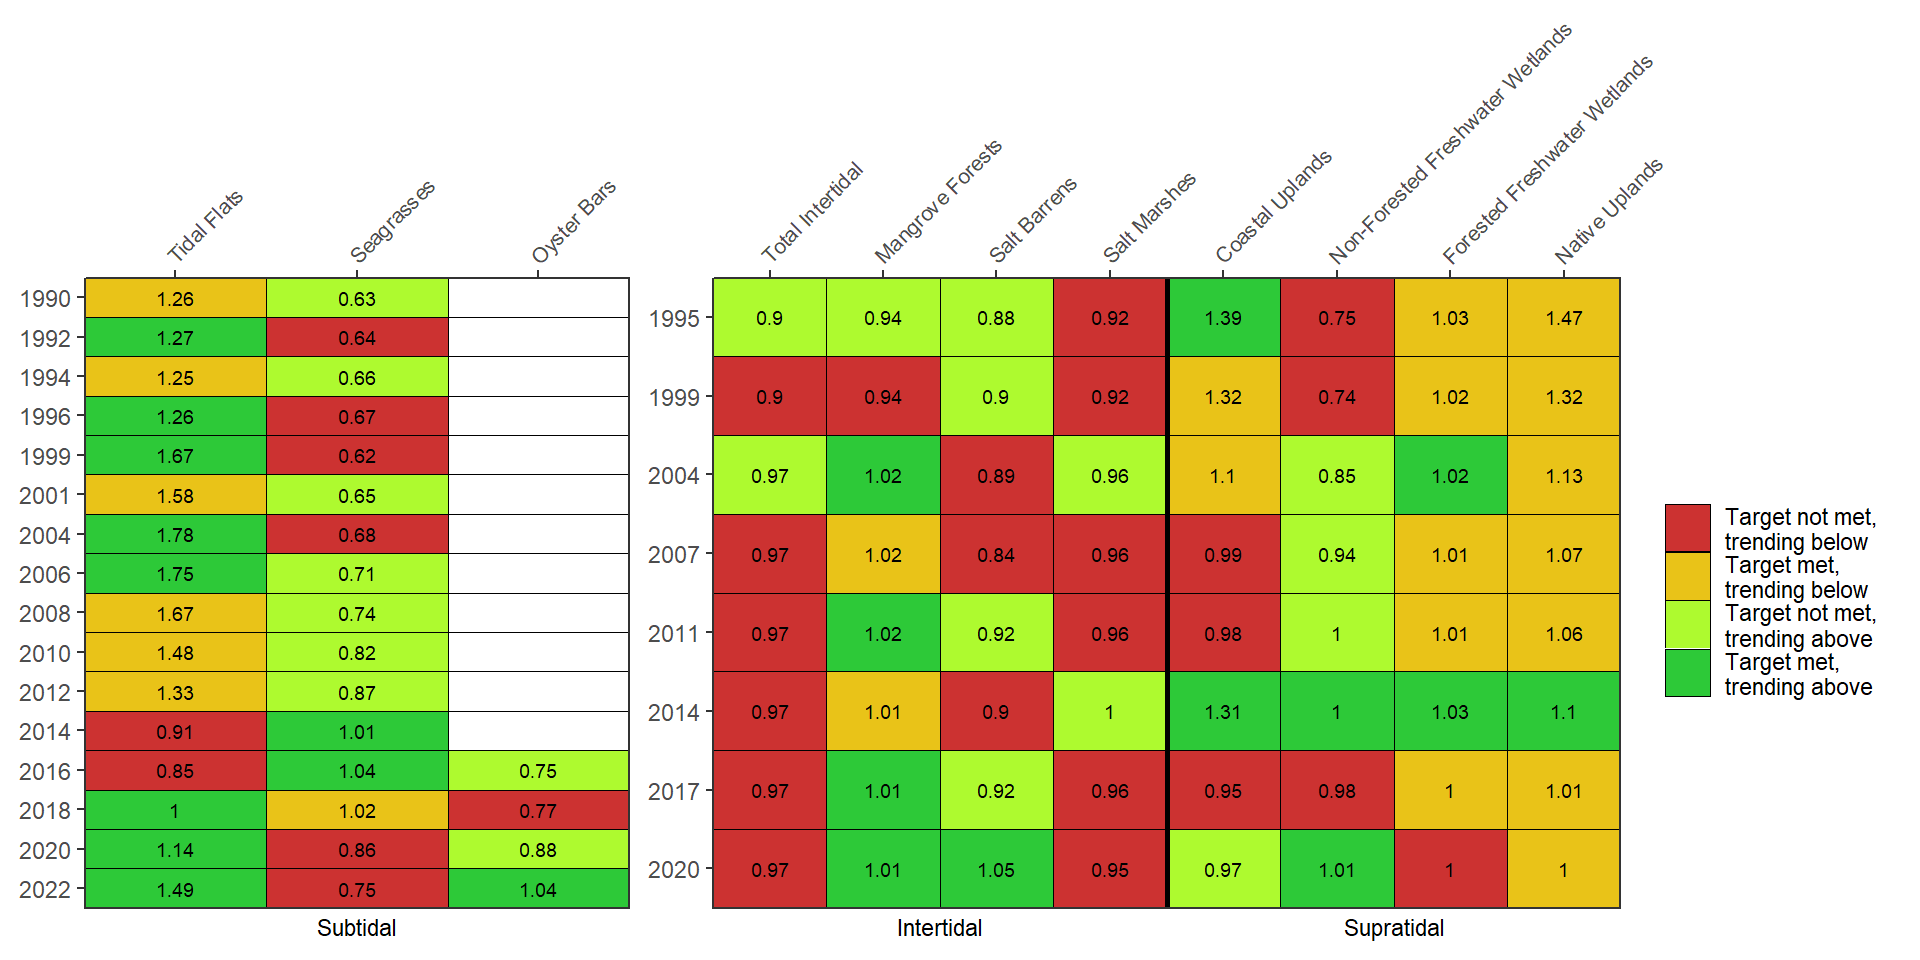 Tidal Flats Seagrasses Oyster Bars
1990 1.26 0.63
1992 1.27 0.64
1994 1.25 0.66
1996 1.26 0.67
1999 1.67 0.62
2001 1.58 0.65
2004 1.78 0.68
2006 1.75 0.71
2008 1.67 0.74
2010 1.48 0.82
2012 1.33 0.87
2014 0.91 1.01
2016 0.85 1.04 0.75
2018 1 1.02 0.77
2020 1.14 0.86 0.88
2022 1.49 0.75 1.04
Subtidal
Total Intertidal Mangrove Forests Salt Barrens Salt Marshes Coastal Uplands Non-Forested Freshwater Wetlands Forested Freshwater Wetlands Native Uplands
1995 0.9 0.94 0.88 0.92 1.39 0.75 1.03 1.47
1999 0.9 0.94 0.9 0.92 1.32 0.74 1.02 1.32
2004 0.97 1.02 0.89 0.96 1.1 0.85 1.02 1.13
2007 0.97 1.02 0.84 0.96 0.99 0.94 1.01 1.07
2011 0.97 1.02 0.92 0.96 0.98 1 1.01 1.06
2014 0.97 1.01 0.9 1 1.31 1 1.03 1.1
2017 0.97 1.01 0.92 0.96 0.95 0.98 1 1.01
2020 0.97 1.01 1.05 0.95 0.97 1.01 1 1
Intertidal Supratidal
Target not met,
trending below
Target met,
trending below
Target not met,
trending above
Target met,
trending above